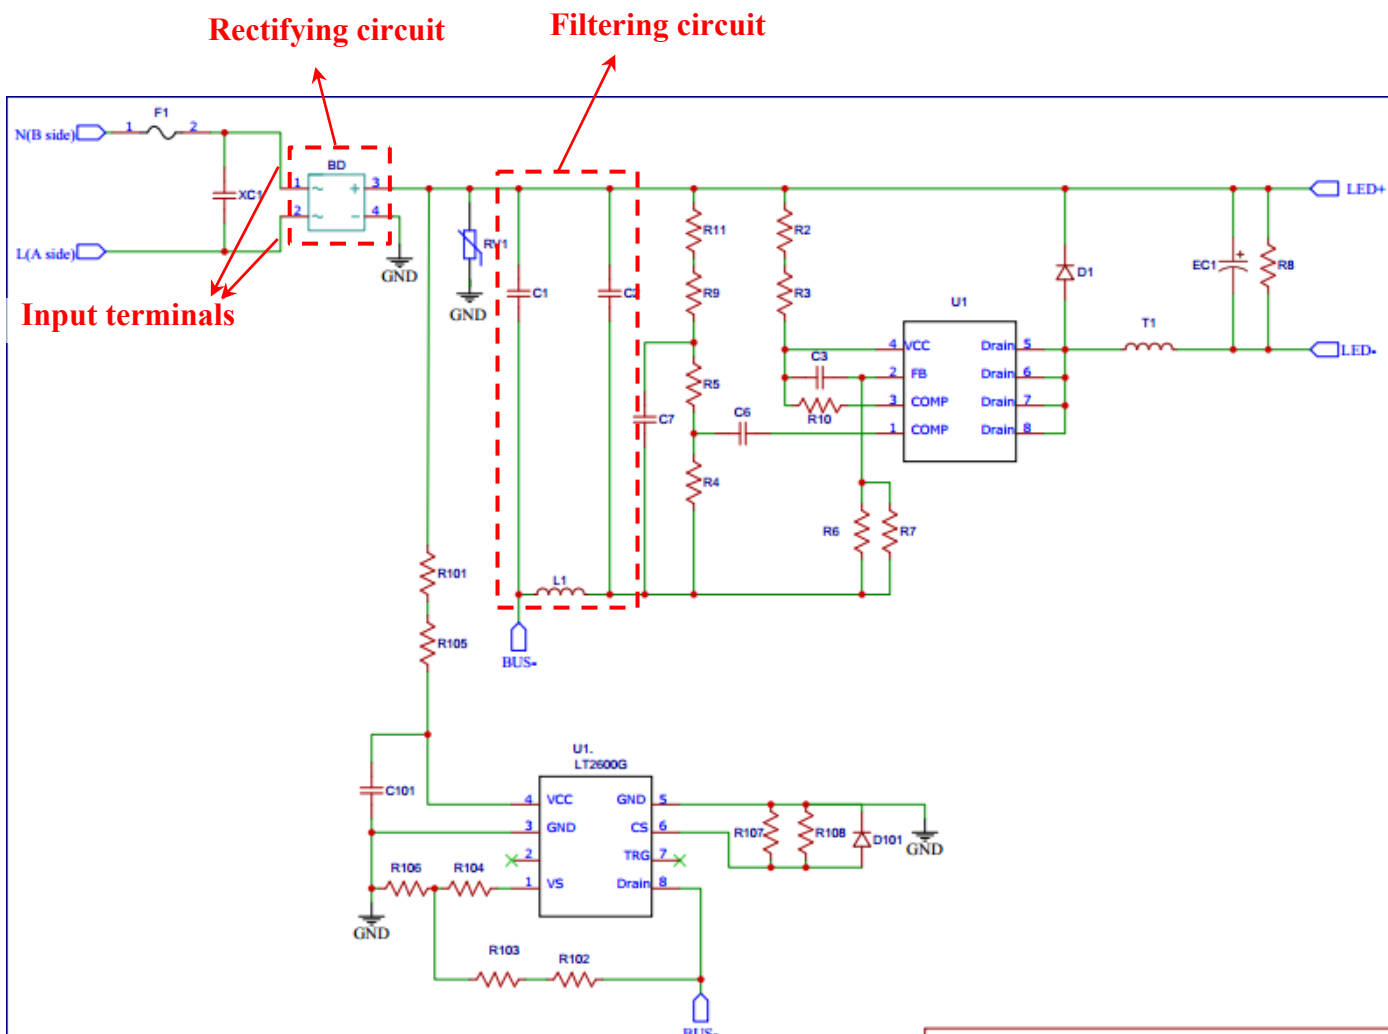 Rectifying circuit
Filtering circuit
F1
N(B side)
1
2
BD
XC1
1 ~ + 3
2 ~ - 4
L(A side)
GND
Input terminals
RV1
GND
C1
R11
R9
R2
R3
D1
EC1
+
R8
LED+
LED-
T1
U1
4 VCC Drain 5
2 FB Drain 6
3 COMP Drain 7
1 COMP Drain 8
C3
R10
R5
C7
C6
R4
R6
R7
L1
BUS-
R101
R105
C101
U1.
LT2600G
4 VCC GND 5
3 GND CS 6
2 TRG 7
1 VS Drain 8
R107
R108
D101
GND
R106
R104
GND
R103
R102
BUS-